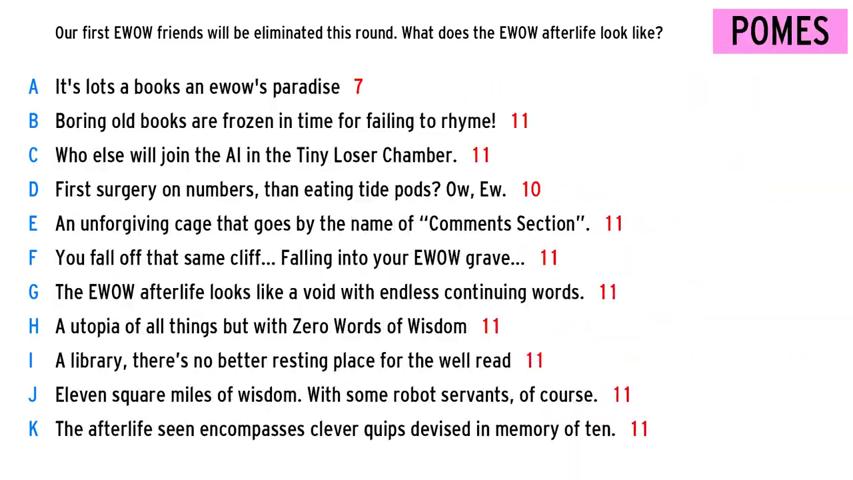 Our first EWOW friends will be eliminated this round. What does the EWOW afterlife look like?
POMES
A It's lots a books an ewow's paradise 7
B Boring old books are frozen in time for failing to rhyme! 11
C Who else will join the AI in the Tiny Loser Chamber. 11
D First surgery on numbers, than eating tide pods? Ow, Ew. 10
E An unforgiving cage that goes by the name of “Comments Section”. 11
F You fall off that same cliff... Falling into your EWOW grave... 11
G The EWOW afterlife looks like a void with endless continuing words. 11
H A utopia of all things but with Zero Words of Wisdom 11
I A library, there’s no better resting place for the well read 11
J Eleven square miles of wisdom. With some robot servants, of course. 11
K The afterlife seen encompasses clever quips devised in memory of ten. 11